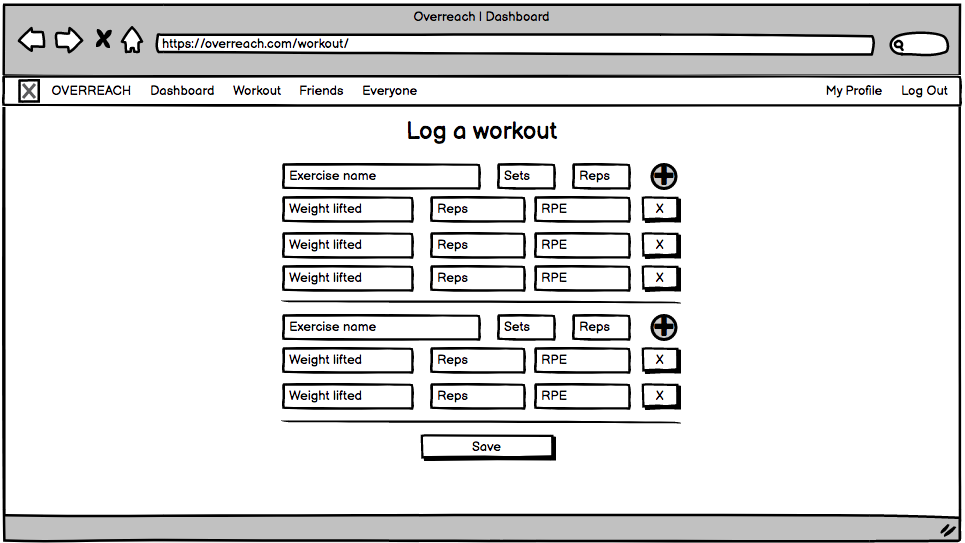 Overreach | Dashboard
https://overreach.com/workout/
OVERREACH Dashboard Workout Friends Everyone My Profile Log Out
Log a workout
Exercise name Sets Reps
Weight lifted Reps RPE X
Weight lifted Reps RPE X
Weight lifted Reps RPE X
Exercise name Sets Reps
Weight lifted Reps RPE X
Weight lifted Reps RPE X
Save